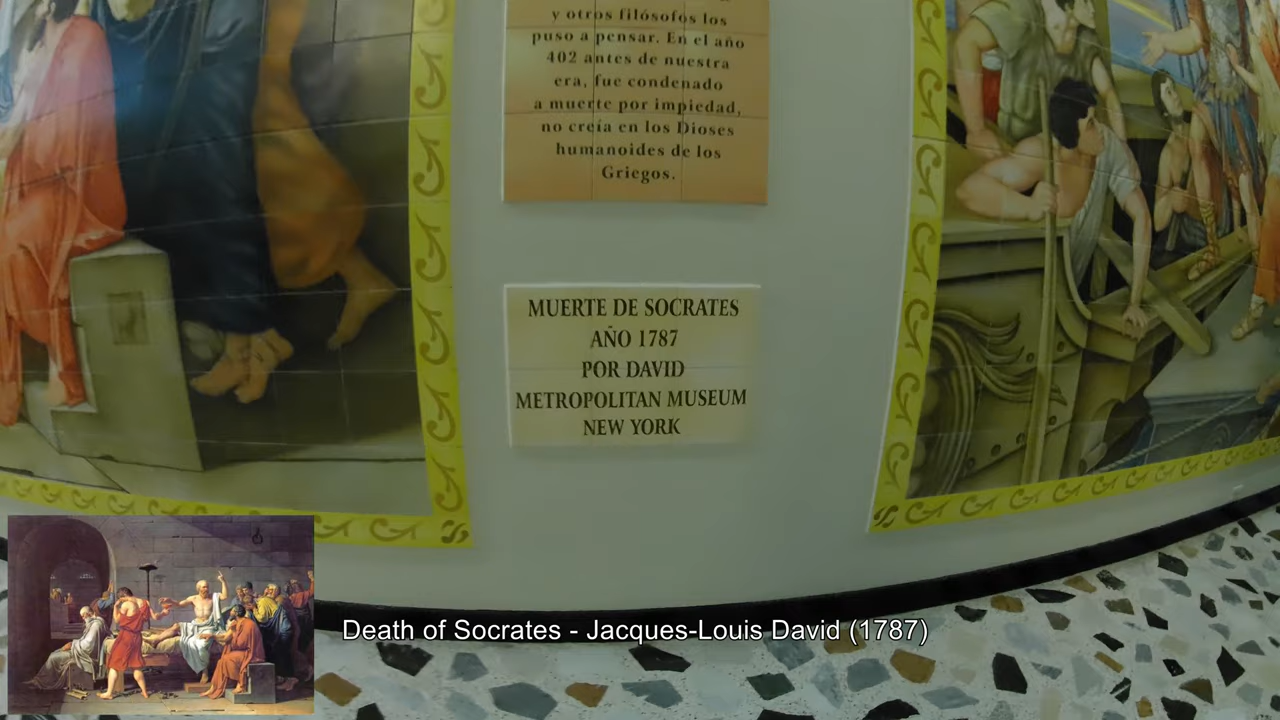 y otros filósofos los
puso a pensar. En el año
402 antes de nuestra
era, fue condenado
a muerte por impiedad,
no creía en los Dioses
humanoides de los
Griegos.
MUERTE DE SOCRATES
AÑO 1787
POR DAVID
METROPOLITAN MUSEUM
NEW YORK
Death of Socrates - Jacques-Louis David (1787)